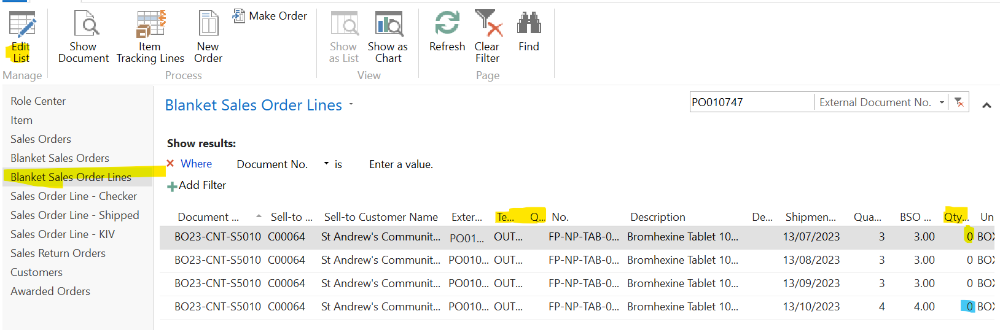 Edit List
Show Document
Item Tracking Lines
New Order
Make Order
Show as List
Show as Chart
Refresh
Clear Filter
Find
Manage
Process
View
Page
Role Center
Item
Sales Orders
Blanket Sales Orders
Blanket Sales Order Lines
Sales Order Line - Checker
Sales Order Line - Shipped
Sales Order Line - KIV
Sales Return Orders
Customers
Awarded Orders
Blanket Sales Order Lines
PO010747 External Document No.
Show results:
Where Document No. is Enter a value.
Add Filter
Document ... Sell-to ... Sell-to Customer Name Exter... Te... Q... No. Description De... Shipmen... Qua... BSO ... Qty... Un
BO23-CNT-S5010 C00064 St Andrew's Communit... PO01... OUT... FP-NP-TAB-0... Bromhexine Tablet 10... 13/07/2023 3 3.00 0 BOX
BO23-CNT-S5010 C00064 St Andrew's Communit... PO010... OUT... FP-NP-TAB-0... Bromhexine Tablet 10... 13/08/2023 3 3.00 0 BOX
BO23-CNT-S5010 C00064 St Andrew's Communit... PO010... OUT... FP-NP-TAB-0... Bromhexine Tablet 10... 13/09/2023 3 3.00 0 BOX
BO23-CNT-S5010 C00064 St Andrew's Communit... PO010... OUT... FP-NP-TAB-0... Bromhexine Tablet 10... 13/10/2023 4 4.00 0 BOX